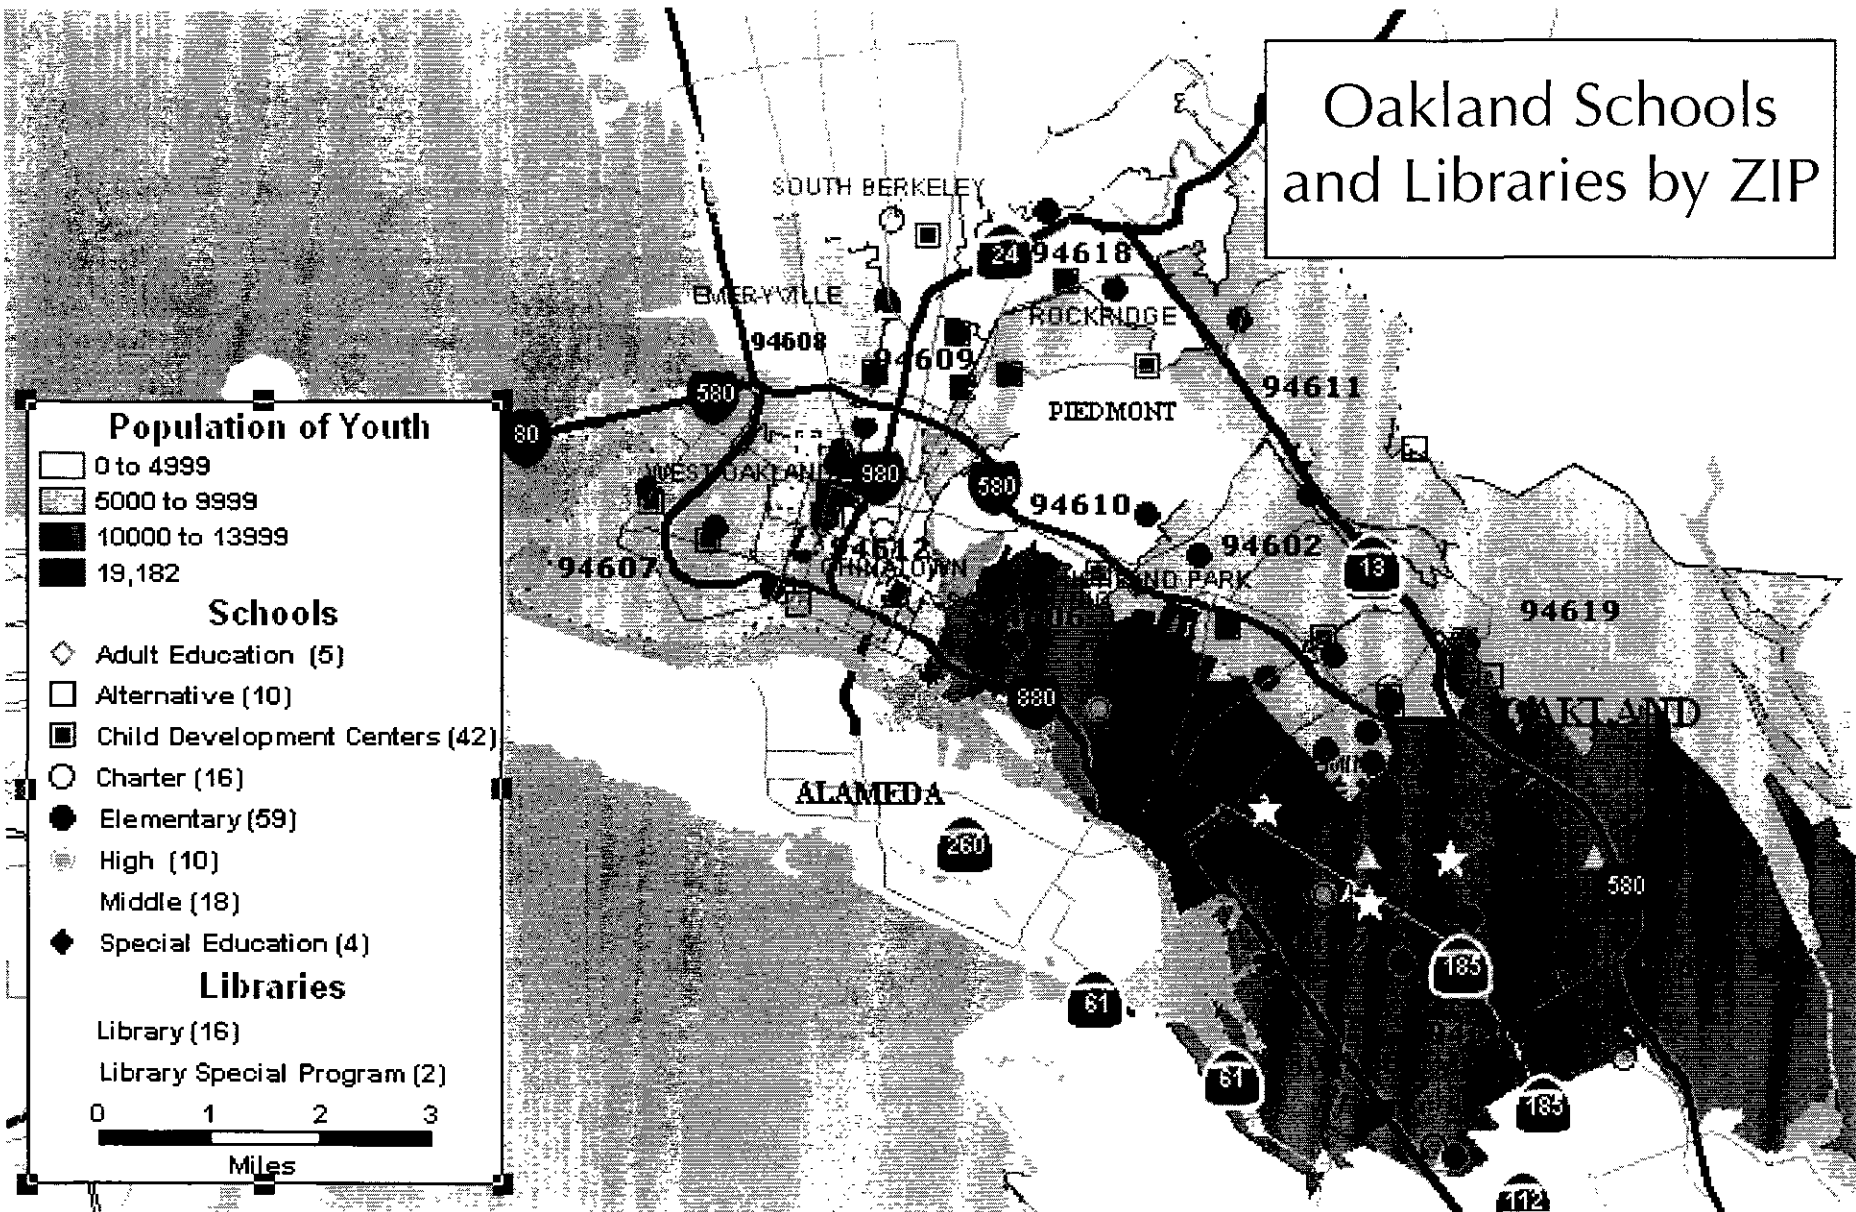 Oakland Schools
and Libraries by ZIP
SOUTH BERKELEY
24
94618
EMERYVILLE
ROCKRIDGE
94608
94609
94611
580
PIEDMONT
80
WEST OAKLAND
980
580
94610
94612
94602
94607
CHINATOWN
13
94619
880
OAKLAND
ALAMEDA
260
580
185
61
61
185
112
Population of Youth
0 to 4999
5000 to 9999
10000 to 13999
19,182
Schools
Adult Education (5)
Alternative (10)
Child Development Centers (42)
Charter (16)
Elementary (59)
High (10)
Middle (18)
Special Education (4)
Libraries
Library (16)
Library Special Program (2)
0 1 2 3
Miles